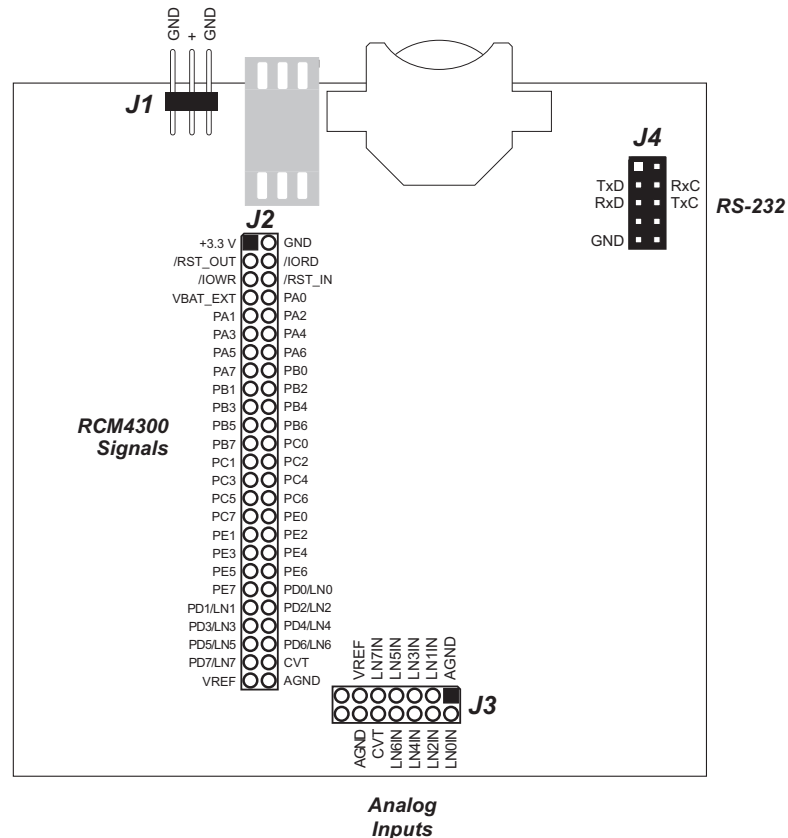 GND + GND
J1
J4
TxD RxC
RxD TxC
GND
RS-232
J2
+3.3 V GND
/RST_OUT /IORD
/IOWR /RST_IN
VBAT_EXT PA0
PA1 PA2
PA3 PA4
PA5 PA6
PA7 PB0
PB1 PB2
PB3 PB4
PB5 PB6
PB7 PC0
PC1 PC2
PC3 PC4
PC5 PC6
PC7 PE0
PE1 PE2
PE3 PE4
PE5 PE6
PE7 PD0/LN0
PD1/LN1 PD2/LN2
PD3/LN3 PD4/LN4
PD5/LN5 PD6/LN6
PD7/LN7 CVT
VREF AGND
RCM4300
Signals
VREF LN7IN LN5IN LN3IN LN1IN AGND
J3
AGND CVT LN6IN LN4IN LN2IN LN0IN
Analog
Inputs